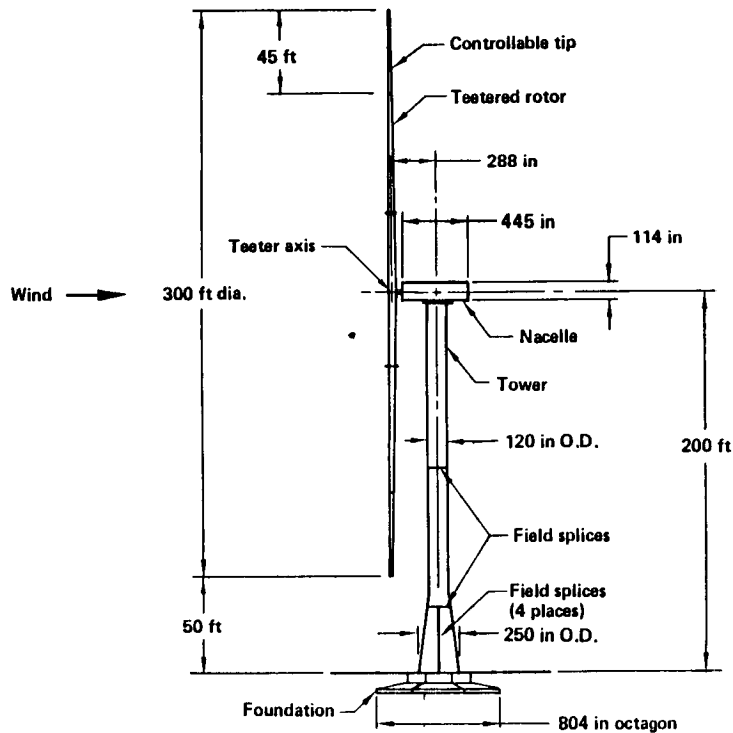 45 ft
Controllable tip
Teetered rotor
288 in
445 in
114 in
Teeter axis
Wind
300 ft dia.
Nacelle
Tower
120 in O.D.
200 ft
Field splices
Field splices
(4 places)
50 ft
250 in O.D.
Foundation
804 in octagon